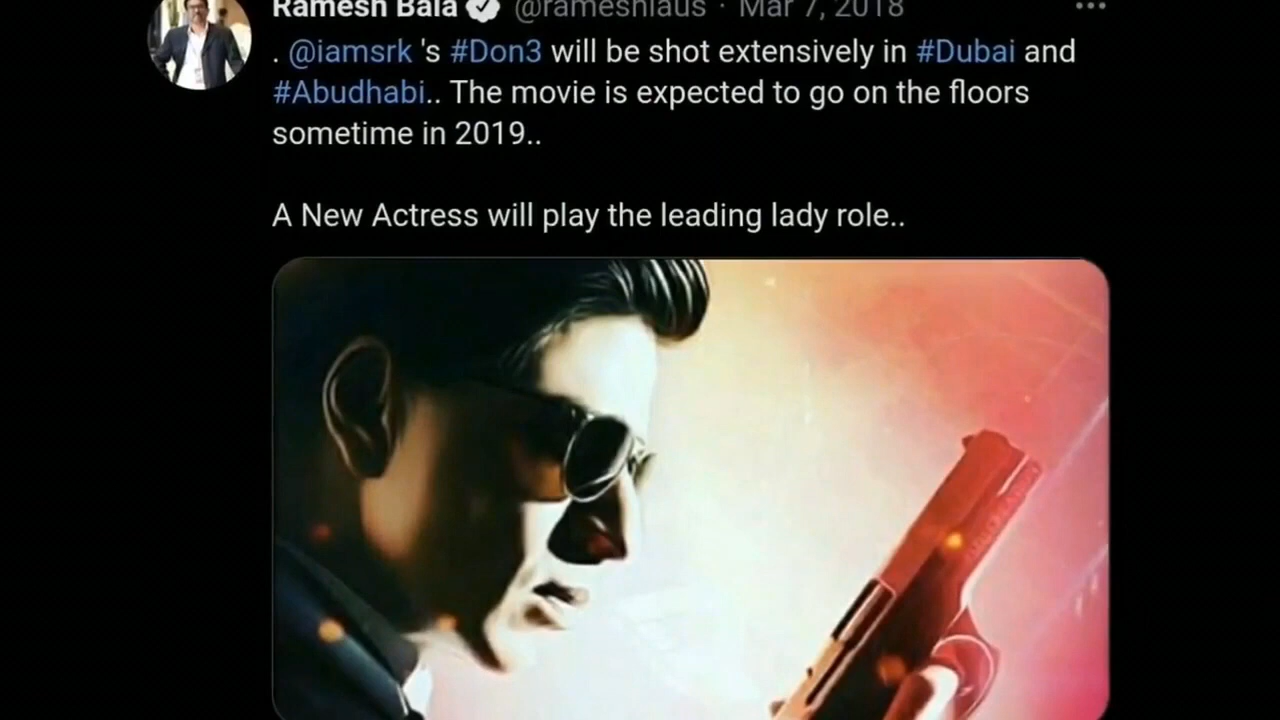 Ramesh Bala @rameshlaus · Mar 7, 2018
. @iamsrk 's #Don3 will be shot extensively in #Dubai and
#Abudhabi.. The movie is expected to go on the floors
sometime in 2019..
A New Actress will play the leading lady role..